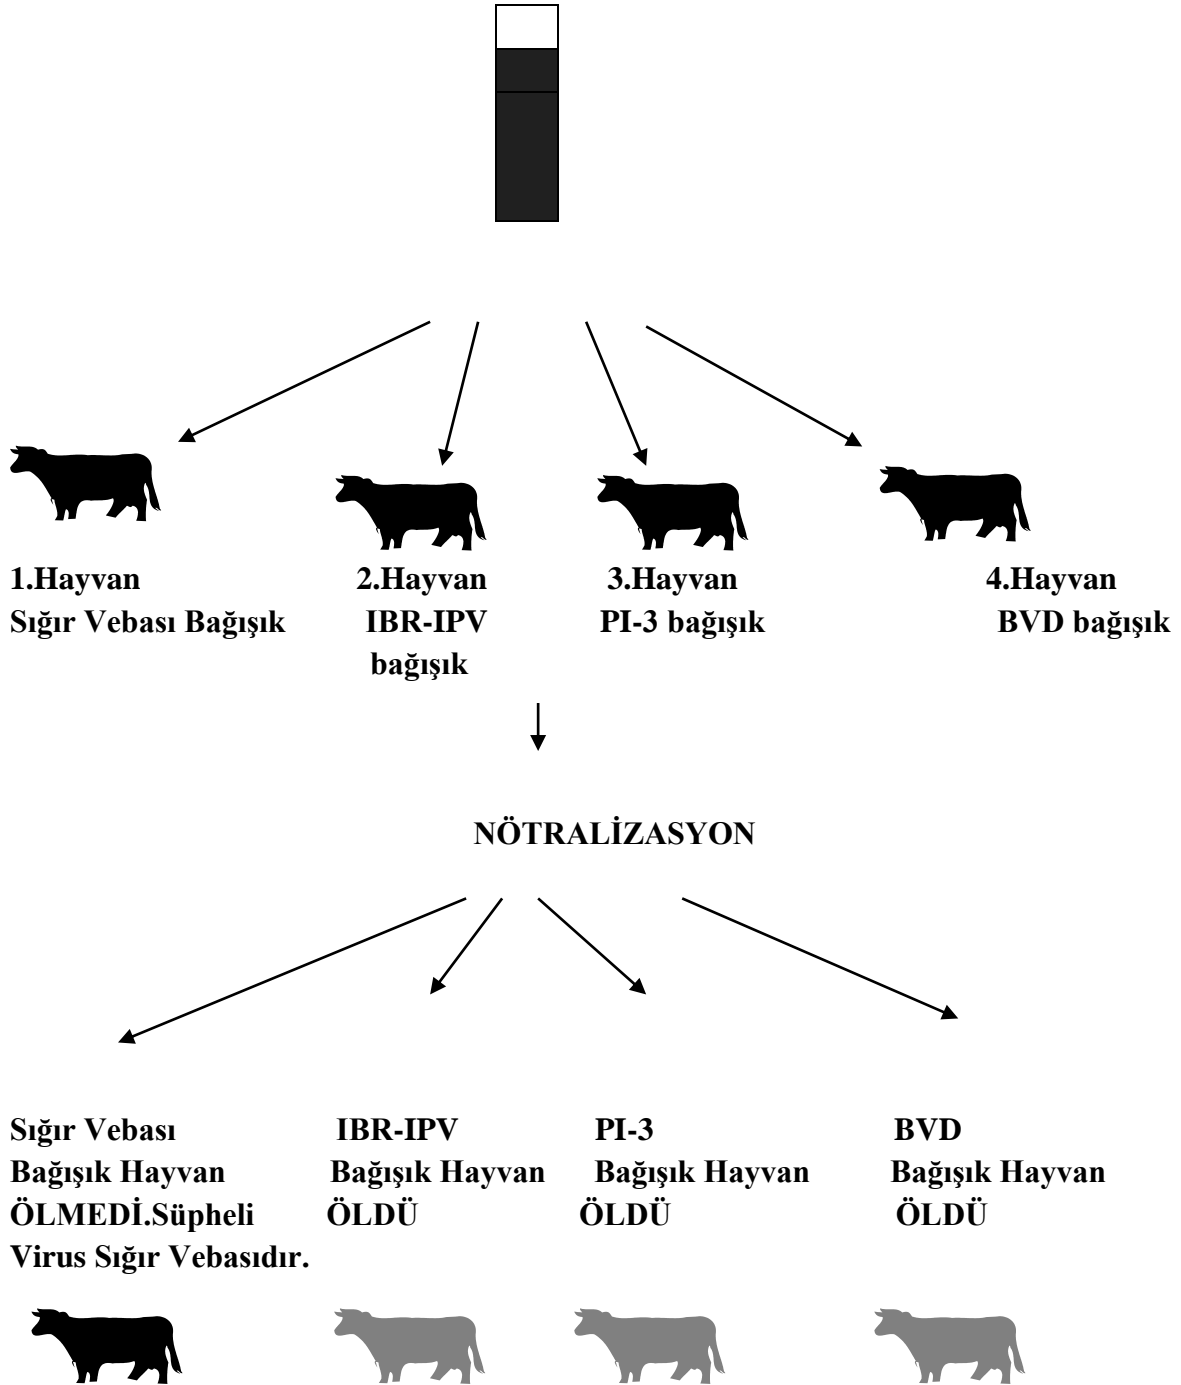 1.Hayvan 2.Hayvan 3.Hayvan 4.Hayvan
Sığır Vebası Bağışık IBR-IPV PI-3 bağışık BVD bağışık
bağışık
NÖTRALİZASYON
Sığır Vebası IBR-IPV PI-3 BVD
Bağışık Hayvan Bağışık Hayvan Bağışık Hayvan Bağışık Hayvan
ÖLMEDİ.Süpheli ÖLDÜ ÖLDÜ ÖLDÜ
Virus Sığır Vebasıdır.